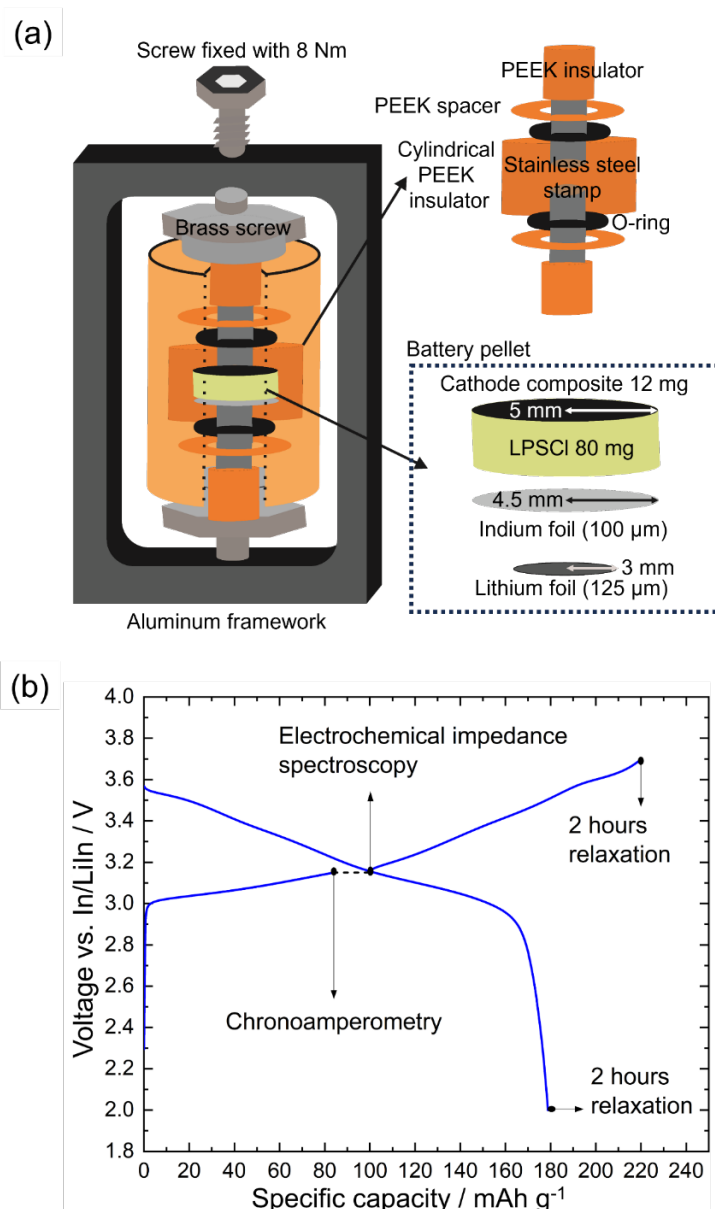 (a)
Screw fixed with 8 Nm
PEEK insulator
PEEK spacer
Cylindrical
PEEK
insulator
Stainless steel
stamp
Brass screw
O-ring
Battery pellet
Cathode composite 12 mg
5 mm
LPSCl 80 mg
4.5 mm
Indium foil (100 µm)
3 mm
Lithium foil (125 µm)
Aluminum framework
(b)
4.0
3.8
3.6
3.4
3.2
3.0
2.8
2.6
2.4
2.2
2.0
1.8
Voltage vs. In/LiIn / V
Electrochemical impedance
spectroscopy
2 hours
relaxation
Chronoamperometry
2 hours
relaxation
0 20 40 60 80 100 120 140 160 180 200 220 240
Specific capacity / mAh g⁻¹